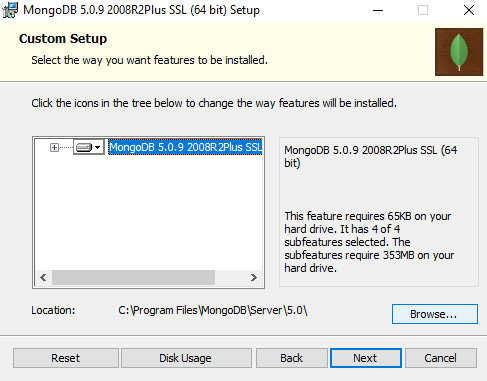 MongoDB 5.0.9 2008R2Plus SSL (64 bit) Setup
Custom Setup
Select the way you want features to be installed.
Click the icons in the tree below to change the way features will be installed.
MongoDB 5.0.9 2008R2Plus SSL
MongoDB 5.0.9 2008R2Plus SSL (64
bit)
This feature requires 65KB on your
hard drive. It has 4 of 4
subfeatures selected. The
subfeatures require 353MB on your
hard drive.
Location: C:\Program Files\MongoDB\Server\5.0\
Browse...
Reset Disk Usage Back Next Cancel